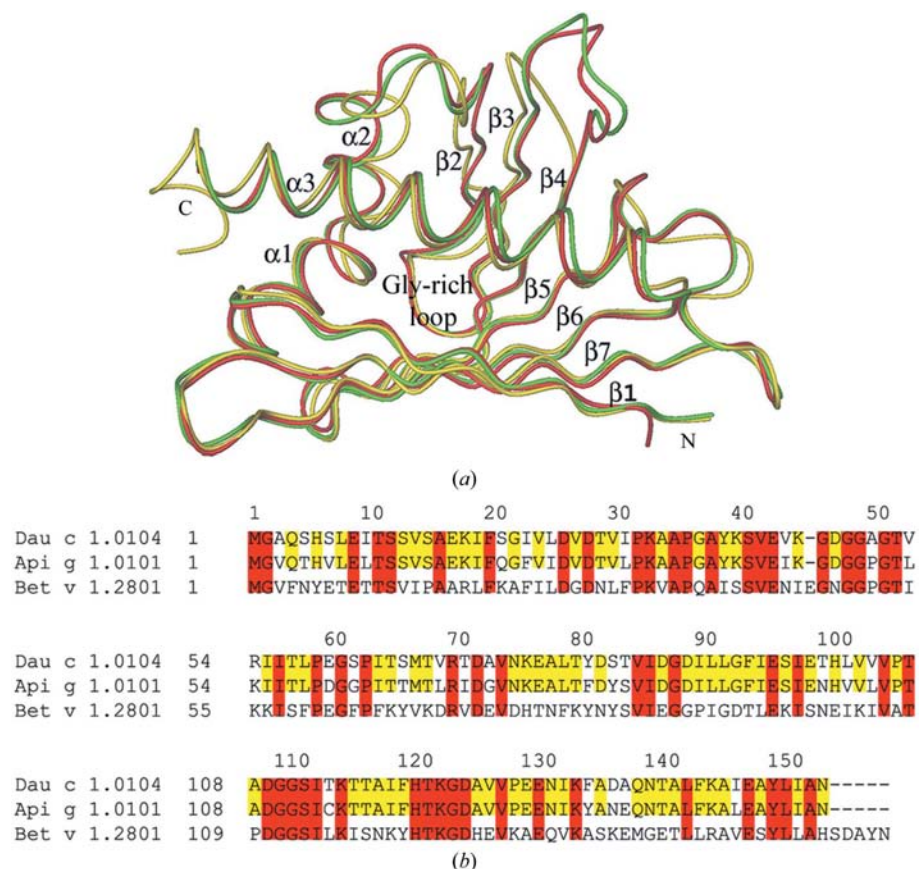 α2
β3
β2
C
α3
β4
α1
Gly-rich
loop
β5
β6
β7
β1
N
(a)
1 10 20 30 40 50
Dau c 1.0104 1 MGAQSHSLEITSSVSAEKIFSGIVLDVDTVIPKAAPGAYKSVEVK-GDGGAGTV
Api g 1.0101 1 MGVQTHVLELTSSVSAEKIFQGFVIDVDTVLPKAAPGAYKSVEIK-GDGGPGTL
Bet v 1.2801 1 MGVFNYETETTSVIPAARLFKAFILDGDNLFPKVAPQAISSVENIEGNGGPGTI
60 70 80 90 100
Dau c 1.0104 54 RIITLPEGSPITSMTVRTDAVNKEALTYDSTVIDGDILLGFIESIETHLVVVPT
Api g 1.0101 54 KIITLPDGGPITTMTLRIDGVNKEALTFDYSVIDGDILLGFIESIENHVVLVPT
Bet v 1.2801 55 KKISFPEGFPFKYVKDRVDEVDHTNFKYNYSVIEGGPIGDTLEKISNEIKIVAT
110 120 130 140 150
Dau c 1.0104 108 ADGGSITKTTAIFHTKGDAVVPEENIKFADAQNTALFKAIEAYLIAN-----
Api g 1.0101 108 ADGGSICKTTAIFHTKGDAVVPEENIKYANEQNTALFKALEAYLIAN-----
Bet v 1.2801 109 PDGGSILKISNKYHTKGDHEVKAEQVKASKEMGETLLRAVESYLLAHSDAYN
(b)